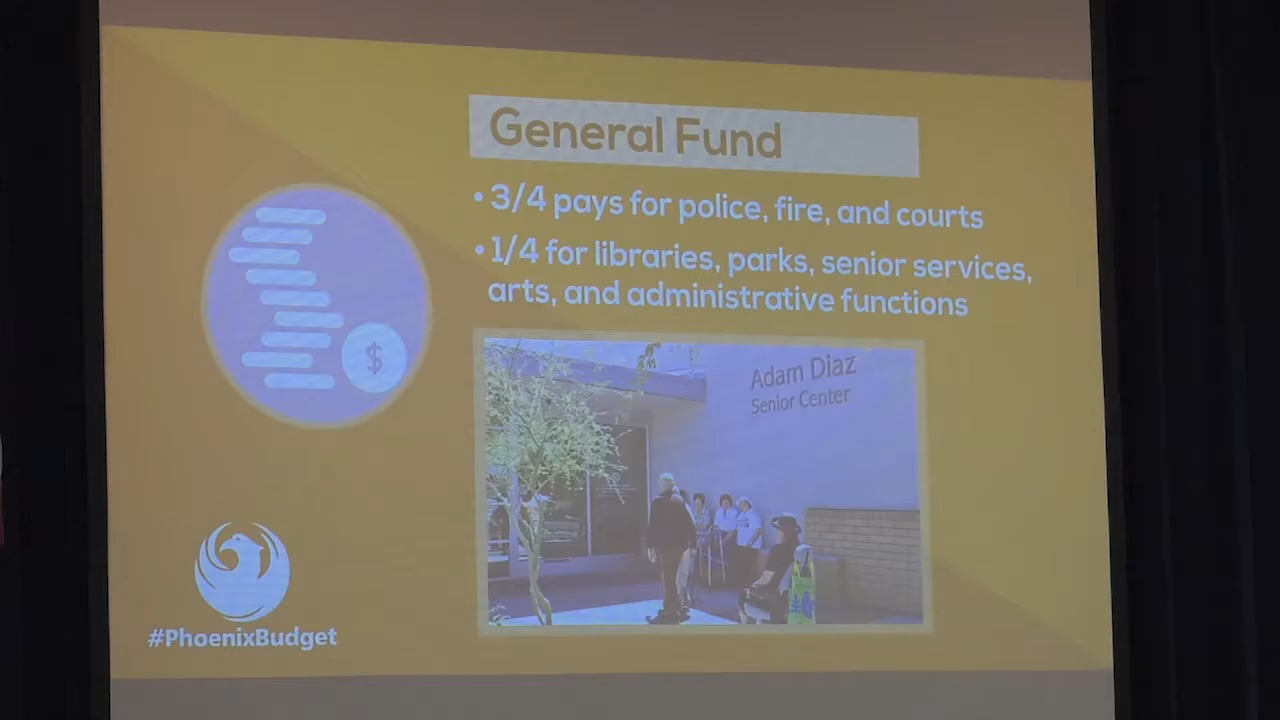 General Fund
• 3/4 pays for police, fire, and courts
• 1/4 for libraries, parks, senior services,
arts, and administrative functions
$
Adam Diaz
Senior Center
#PhoenixBudget